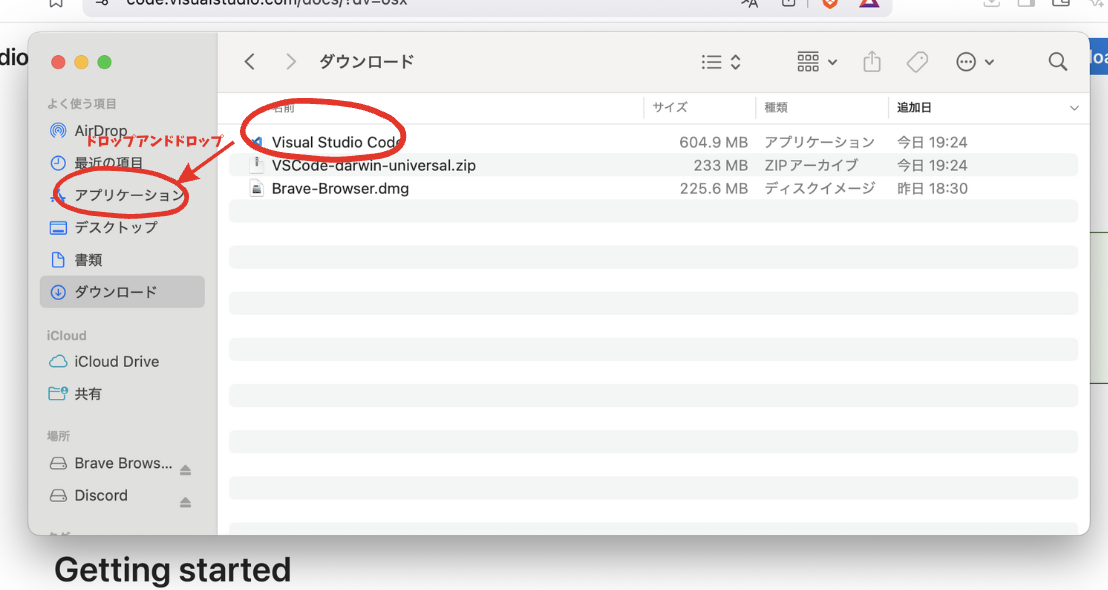 code.visualstudio.com/docs/?dv=osx
dio
ダウンロード
よく使う項目
名前
サイズ
種類
追加日
AirDrop
ドロップアンドドロップ
Visual Studio Code
604.9 MB
アプリケーション
今日 19:24
最近の項目
VSCode-darwin-universal.zip
233 MB
ZIPアーカイブ
今日 19:24
アプリケーション
Brave-Browser.dmg
225.6 MB
ディスクイメージ
昨日 18:30
デスクトップ
書類
ダウンロード
iCloud
iCloud Drive
共有
場所
Brave Brows...
Discord
Getting started